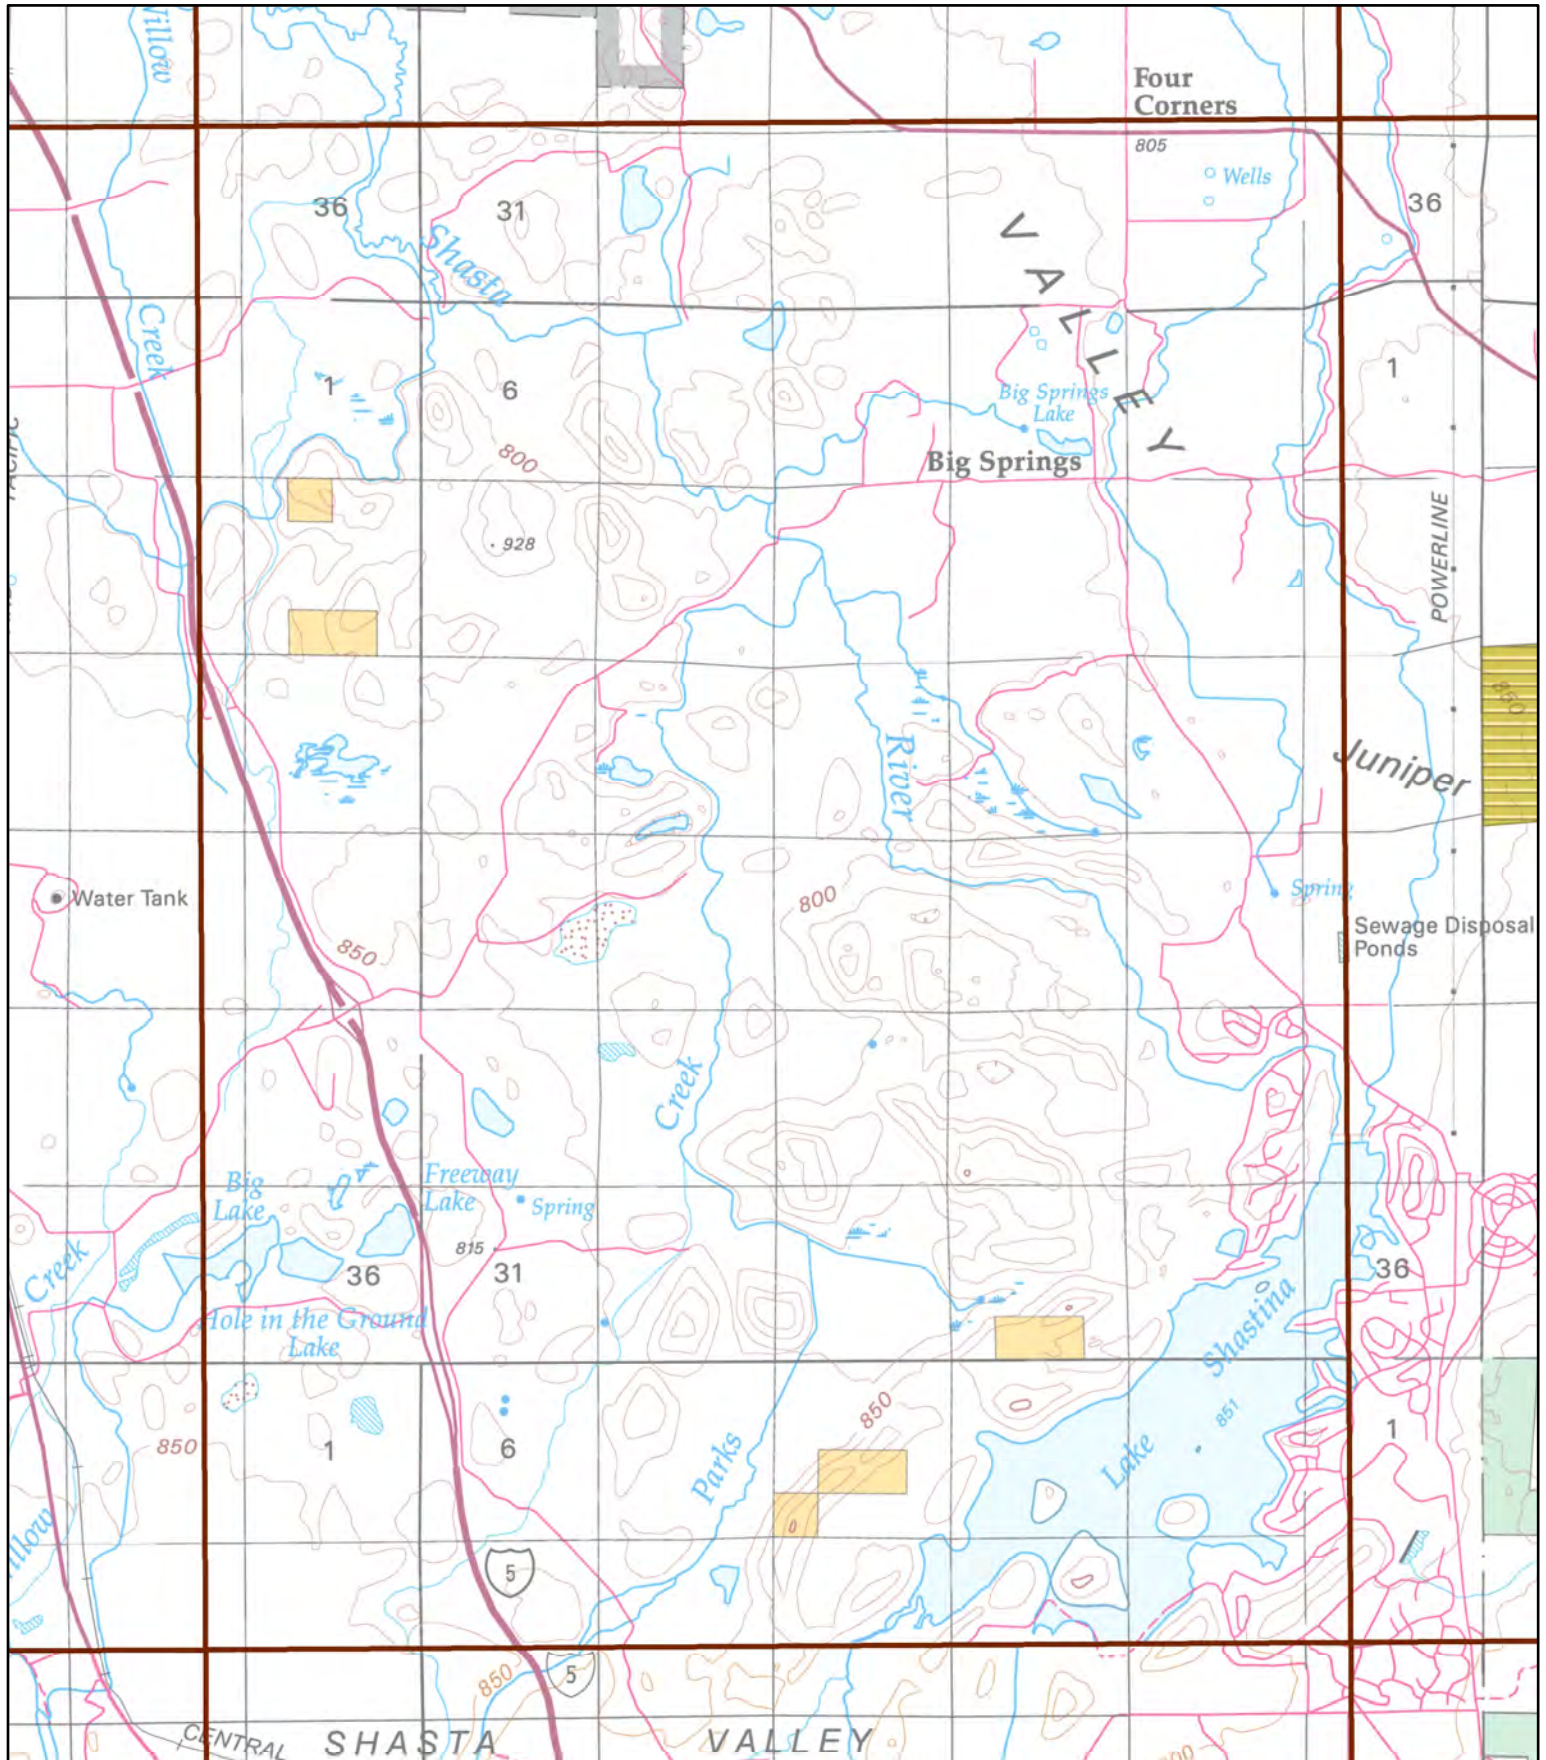 Willow
Four
Corners
805
Wells
36
31
36
V A L L E Y
Shasta
Creek
1
6
1
Big Springs
Lake
800
Big Springs
928
POWERLINE
850
River
Juniper
Water Tank
800
Spring
850
Sewage Disposal
Ponds
Creek
Big
Lake
Freeway
Lake
Spring
815
36
31
36
Creek
Hole in the Ground
Lake
Shastina
850
851
850
1
6
1
Lake
Parks
5
5
850
CENTRAL
SHASTA VALLEY